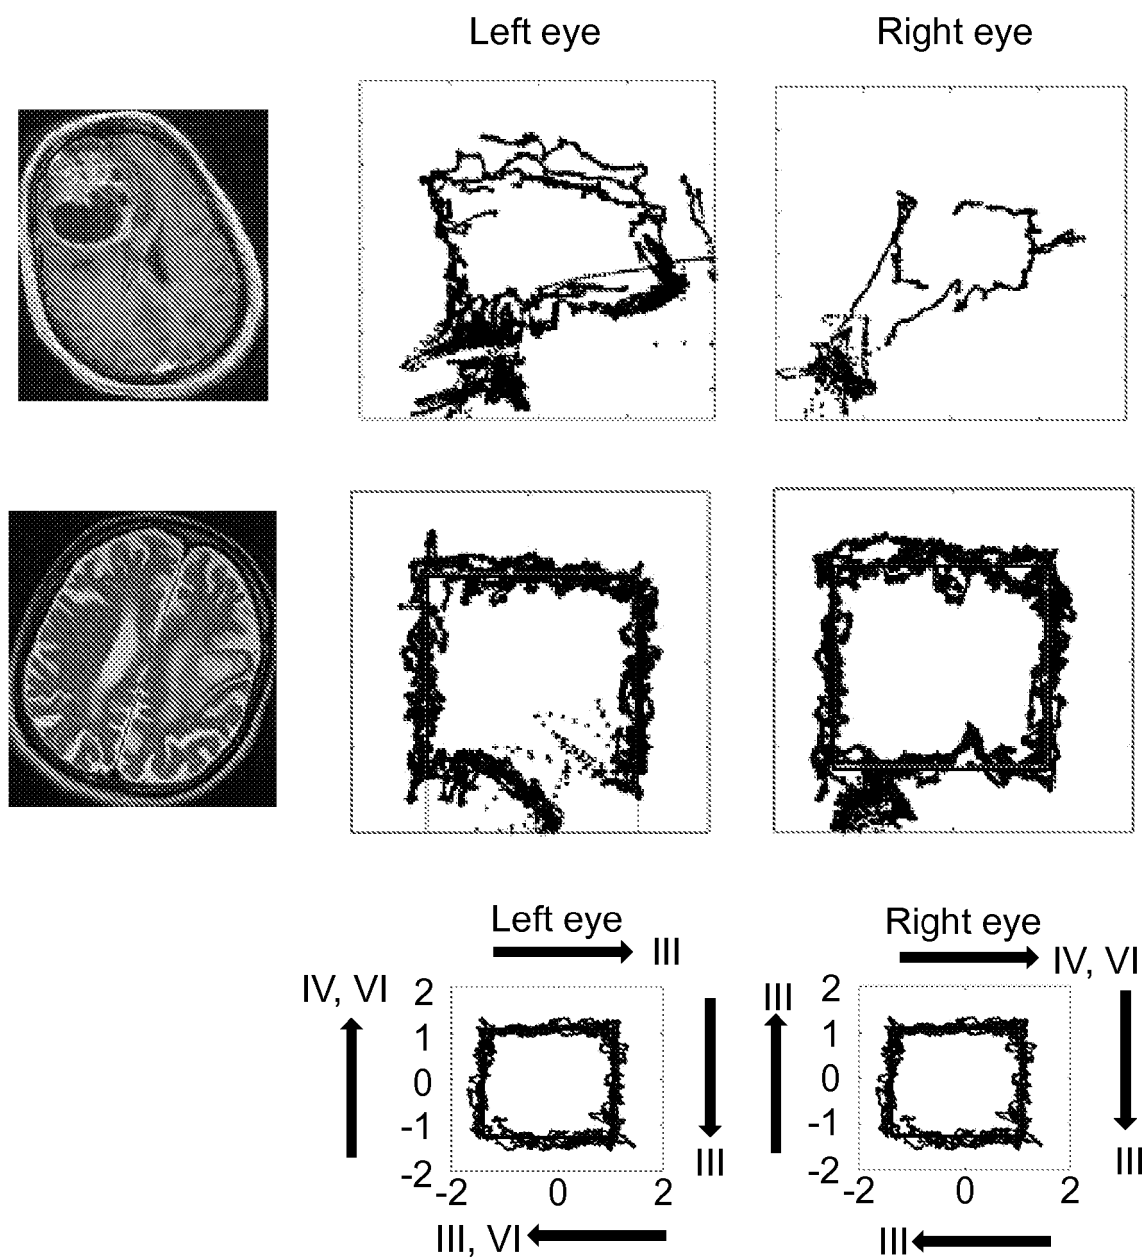 Left eye Right eye
Left eye Right eye
III IV, VI
IV, VI 2 III 2
1 1
0 0
-1 -1
-2 III -2 III
-2 0 2 -2 0 2
III, VI III